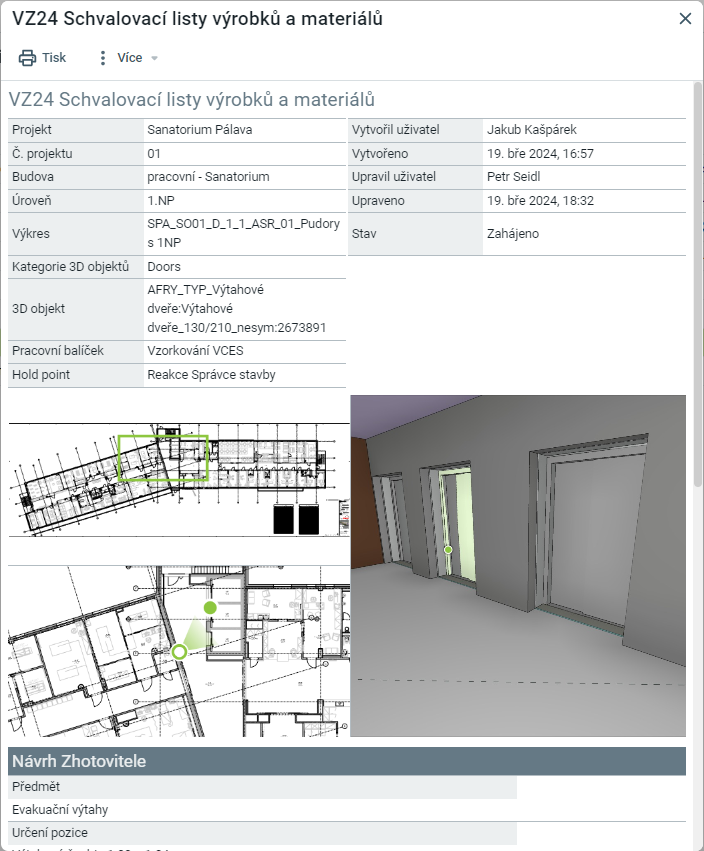 VZ24 Schvalovací listy výrobků a materiálů
Tisk
Více
VZ24 Schvalovací listy výrobků a materiálů
Projekt Sanatorium Pálava
Č. projektu 01
Budova pracovní - Sanatorium
Úroveň 1.NP
Výkres SPA_SO01_D_1_1_ASR_01_Pudory
s 1NP
Kategorie 3D objektů Doors
3D objekt AFRY_TYP_Výtahové
dveře:Výtahové
dveře_130/210_nesym:2673891
Pracovní balíček Vzorkování VCES
Hold point Reakce Správce stavby
Vytvořil uživatel Jakub Kašpárek
Vytvořeno 19. bře 2024, 16:57
Upravil uživatel Petr Seidl
Upraveno 19. bře 2024, 18:32
Stav Zahájeno
Návrh Zhotovitele
Předmět
Evakuační výtahy
Určení pozice